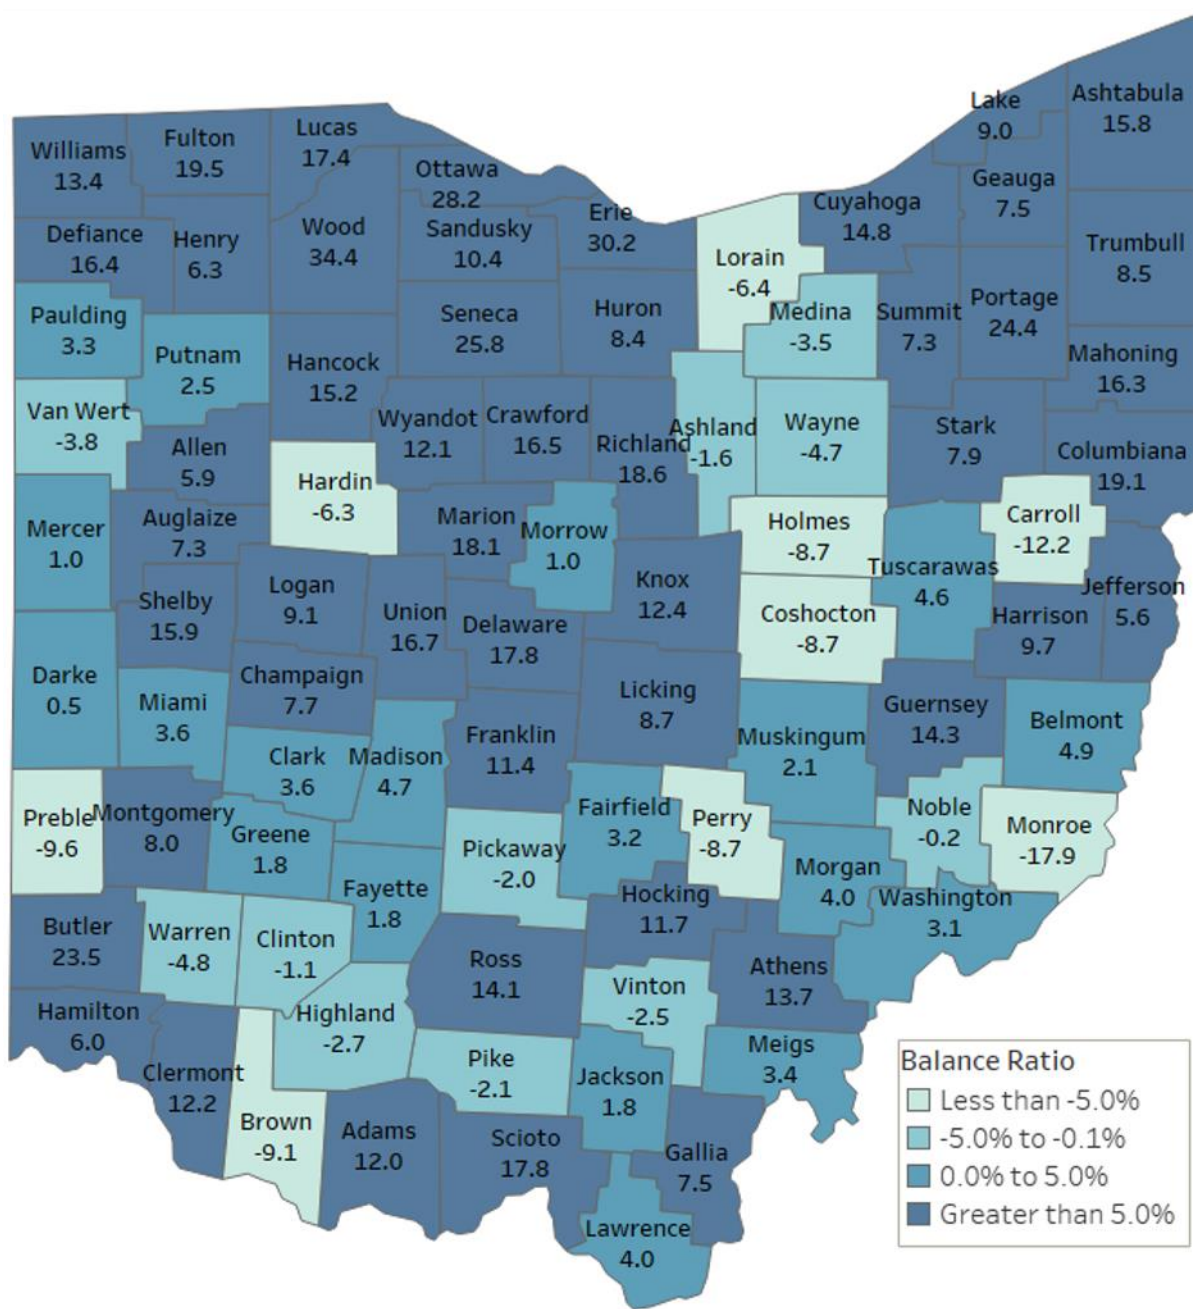 Lake
9.0
Ashtabula
15.8
Williams
13.4
Fulton
19.5
Lucas
17.4
Ottawa
28.2
Geauga
7.5
Cuyahoga
14.8
Erie
30.2
Defiance
16.4
Henry
6.3
Wood
34.4
Sandusky
10.4
Lorain
-6.4
Trumbull
8.5
Paulding
3.3
Putnam
2.5
Hancock
15.2
Seneca
25.8
Huron
8.4
Medina
-3.5
Summit
7.3
Portage
24.4
Mahoning
16.3
Van Wert
-3.8
Allen
5.9
Wyandot
12.1
Crawford
16.5
Richland
18.6
Ashland
-1.6
Wayne
-4.7
Stark
7.9
Columbiana
19.1
Hardin
-6.3
Mercer
1.0
Auglaize
7.3
Marion
18.1
Morrow
1.0
Holmes
-8.7
Carroll
-12.2
Tuscarawas
4.6
Jefferson
5.6
Shelby
15.9
Logan
9.1
Union
16.7
Delaware
17.8
Knox
12.4
Coshocton
-8.7
Harrison
9.7
Darke
0.5
Miami
3.6
Champaign
7.7
Licking
8.7
Guernsey
14.3
Belmont
4.9
Clark
3.6
Madison
4.7
Franklin
11.4
Muskingum
2.1
Preble
-9.6
Montgomery
8.0
Greene
1.8
Fairfield
3.2
Perry
-8.7
Noble
-0.2
Monroe
-17.9
Pickaway
-2.0
Fayette
1.8
Morgan
4.0
Hocking
11.7
Washington
3.1
Butler
23.5
Warren
-4.8
Clinton
-1.1
Ross
14.1
Athens
13.7
Vinton
-2.5
Hamilton
6.0
Highland
-2.7
Clermont
12.2
Pike
-2.1
Jackson
1.8
Meigs
3.4
Brown
-9.1
Adams
12.0
Scioto
17.8
Gallia
7.5
Lawrence
4.0
Balance Ratio
Less than -5.0%
-5.0% to -0.1%
0.0% to 5.0%
Greater than 5.0%